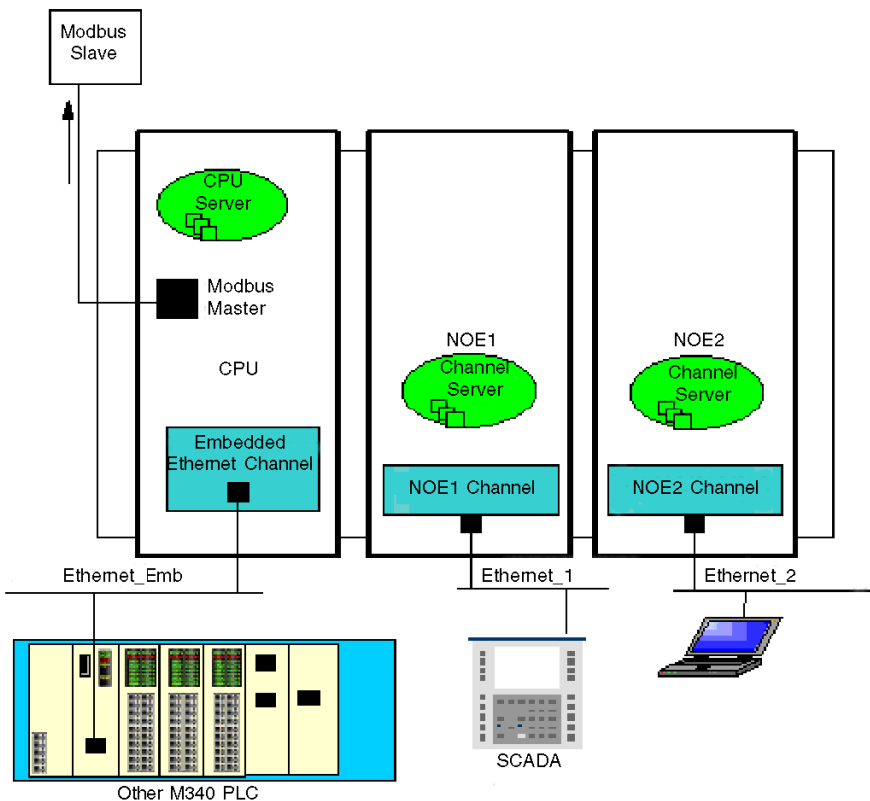 Modbus
Slave
CPU
Server
Modbus
Master
CPU
Embedded
Ethernet Channel
NOE1
Channel
Server
NOE1 Channel
NOE2
Channel
Server
NOE2 Channel
Ethernet_Emb
Ethernet_1
Ethernet_2
SCADA
Other M340 PLC